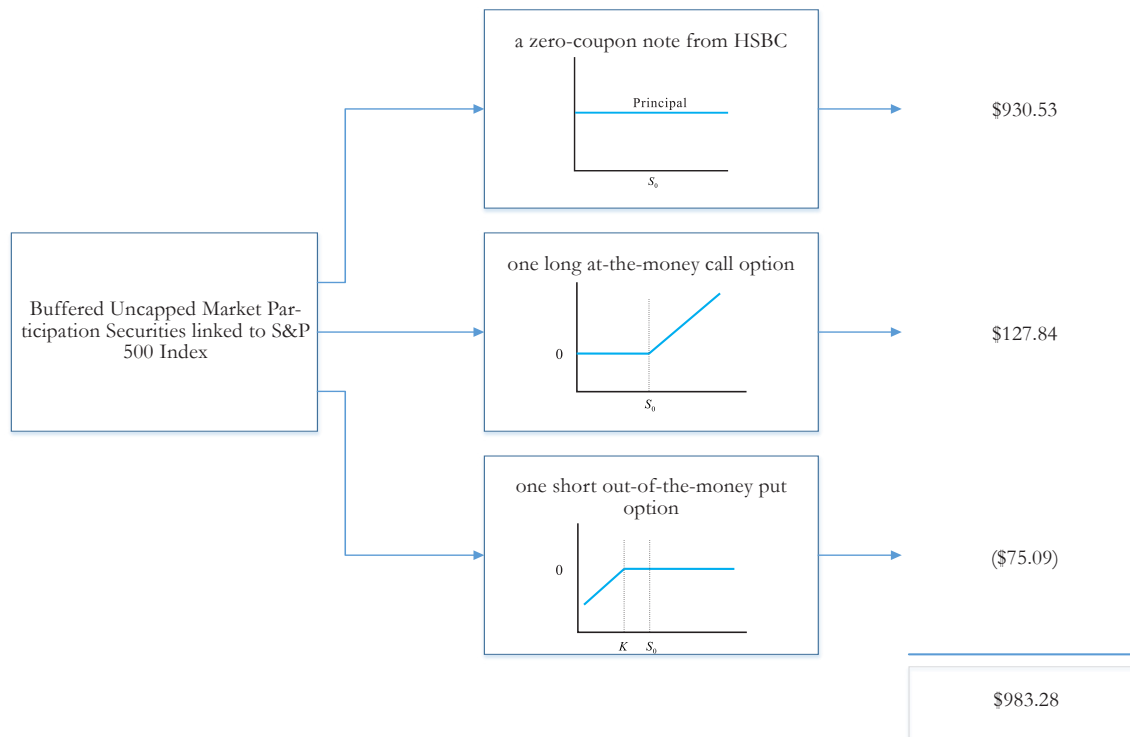 a zero-coupon note from HSBC
Principal
S₀
$930.53
Buffered Uncapped Market Par-
ticipation Securities linked to S&P
500 Index
one long at-the-money call option
0
S₀
$127.84
one short out-of-the-money put
option
0
K S₀
($75.09)
$983.28